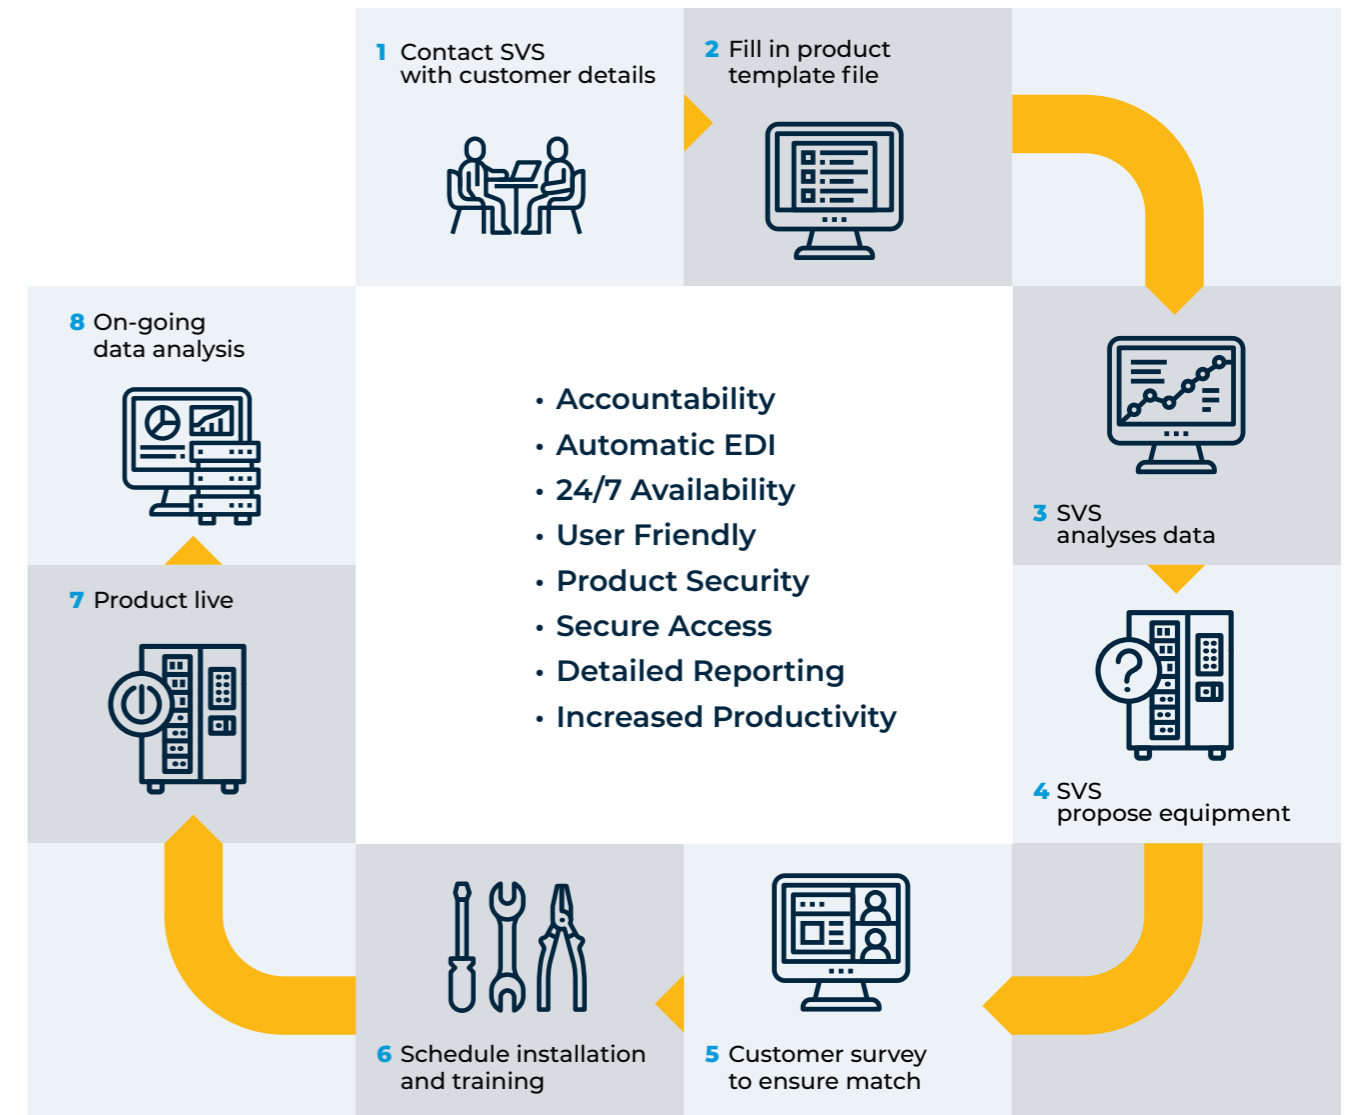 1 Contact SVS
with customer details
2 Fill in product
template file
3 SVS
analyses data
4 SVS
propose equipment
5 Customer survey
to ensure match
6 Schedule installation
and training
7 Product live
8 On-going
data analysis
• Accountability
• Automatic EDI
• 24/7 Availability
• User Friendly
• Product Security
• Secure Access
• Detailed Reporting
• Increased Productivity